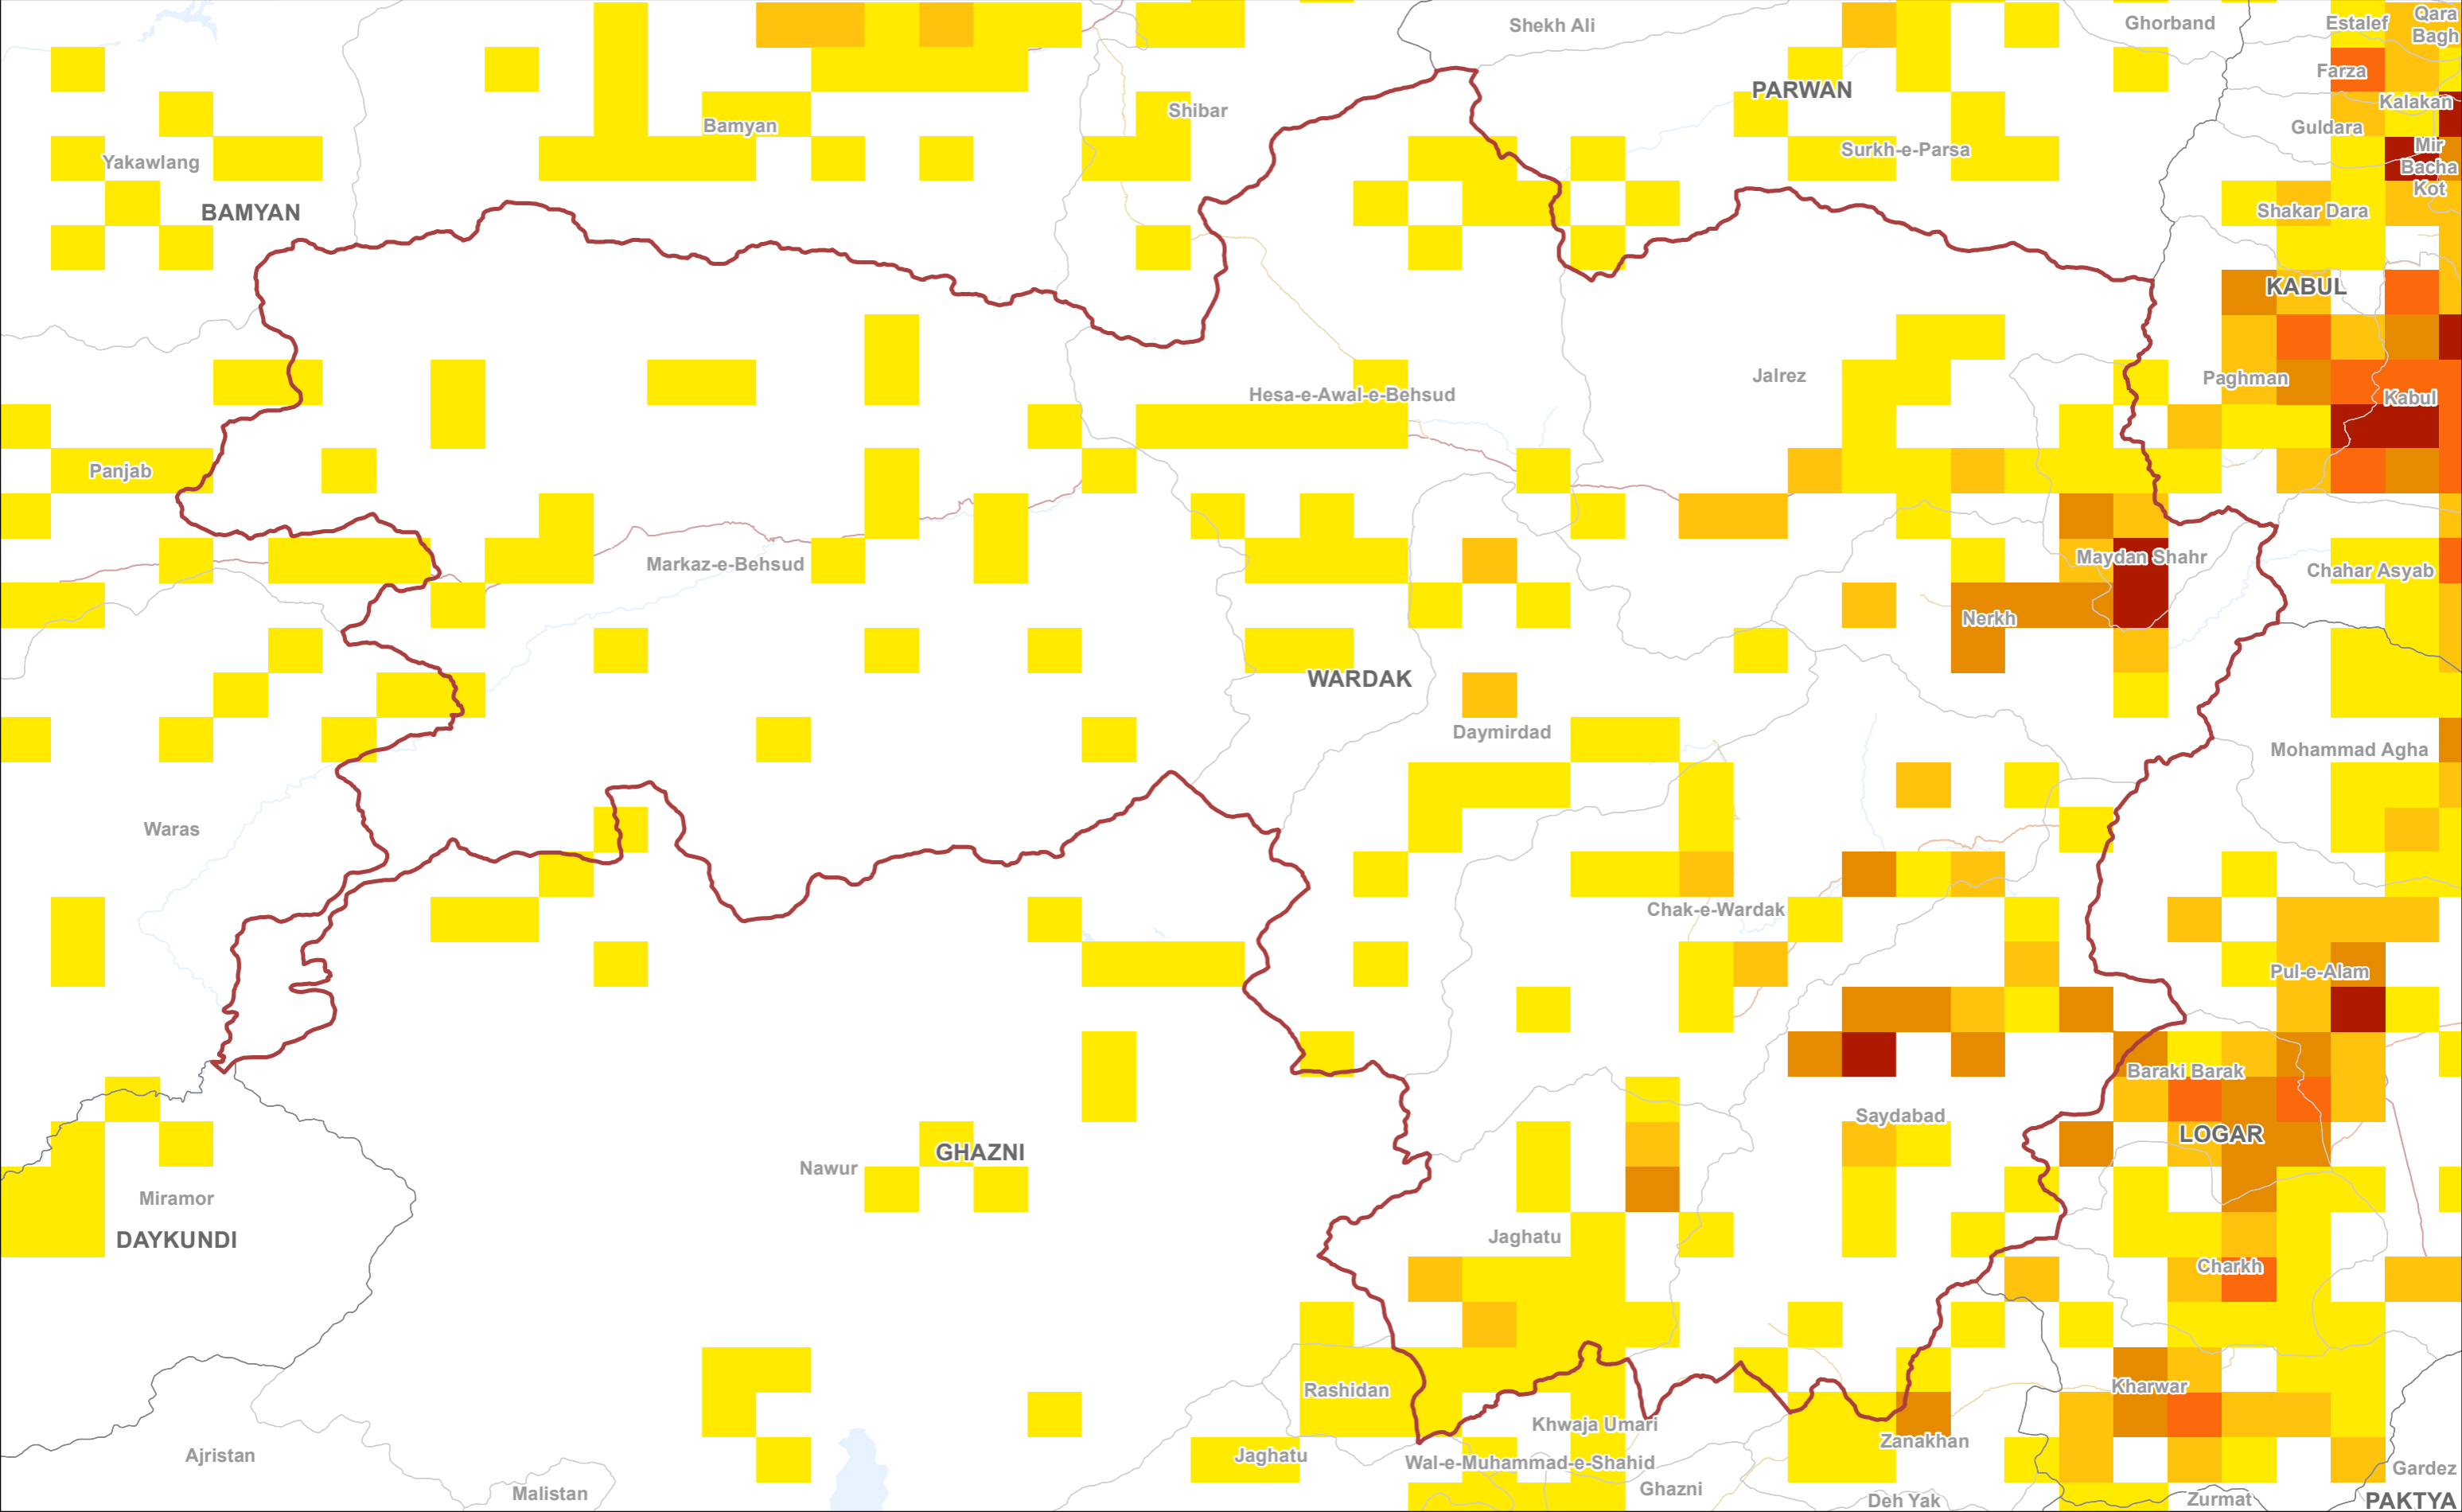 Shekh Ali
Ghorband
Estalef
Qara
Bagh
Farza
PARWAN
Kalakan
Shibar
Bamyan
Guldara
Surkh-e-Parsa
Mir
Bacha
Kot
Yakawlang
BAMYAN
Shakar Dara
KABUL
Jalrez
Paghman
Hesa-e-Awal-e-Behsud
Kabul
Panjab
Maydan Shahr
Markaz-e-Behsud
Chahar Asyab
Nerkh
WARDAK
Daymirdad
Mohammad Agha
Waras
Chak-e-Wardak
Pul-e-Alam
Baraki Barak
Saydabad
LOGAR
GHAZNI
Nawur
Miramor
DAYKUNDI
Jaghatu
Charkh
Rashidan
Kharwar
Khwaja Umari
Zanakhan
Ajristan
Jaghatu
Wal-e-Muhammad-e-Shahid
Gardez
Malistan
Ghazni
Deh Yak
Zurmat
PAKTYA